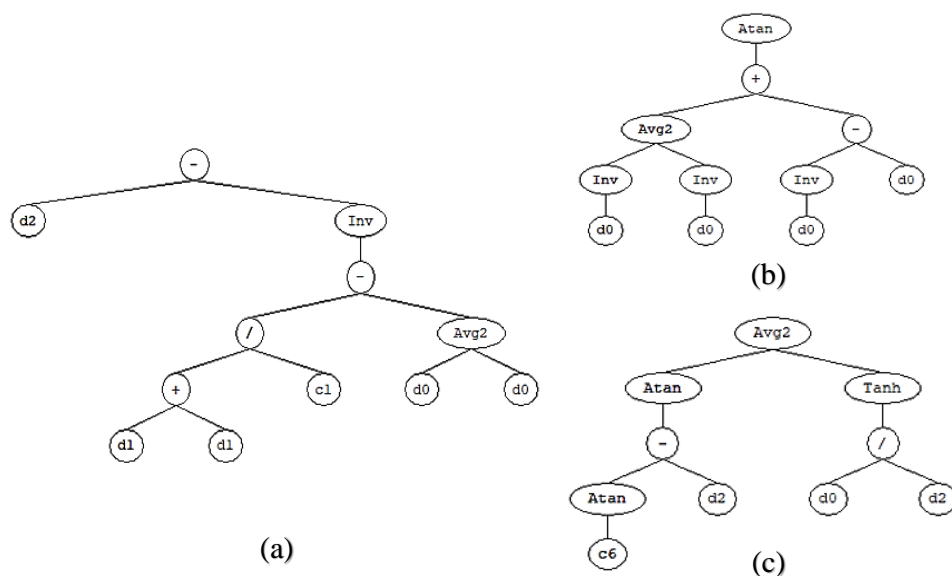 -
d2
Inv
-
/
Avg2
+
c1
d0
d0
d1
d1
(a)
Atan
+
Avg2
-
Inv
Inv
Inv
d0
d0
d0
d0
(b)
Avg2
Atan
Tanh
-
/
Atan
d2
d0
d2
c6
(c)